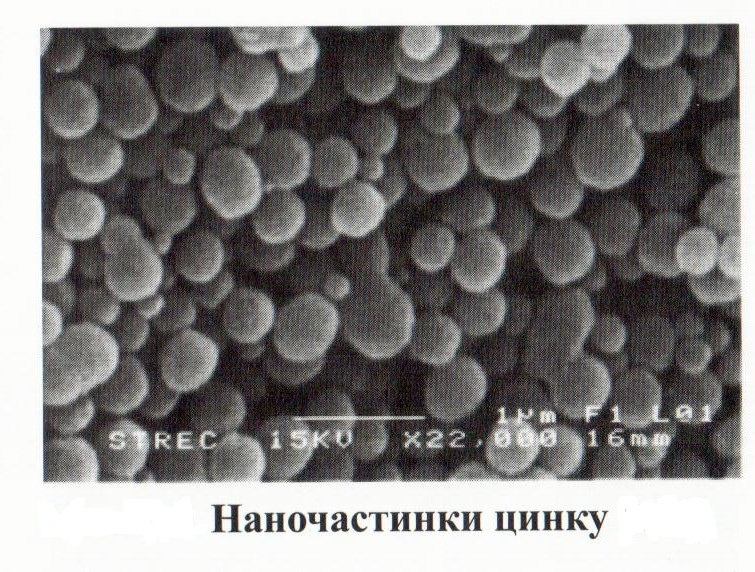 1µm F1 L01
STREC 15KV X22,000 16mm
Наночастинки цинку